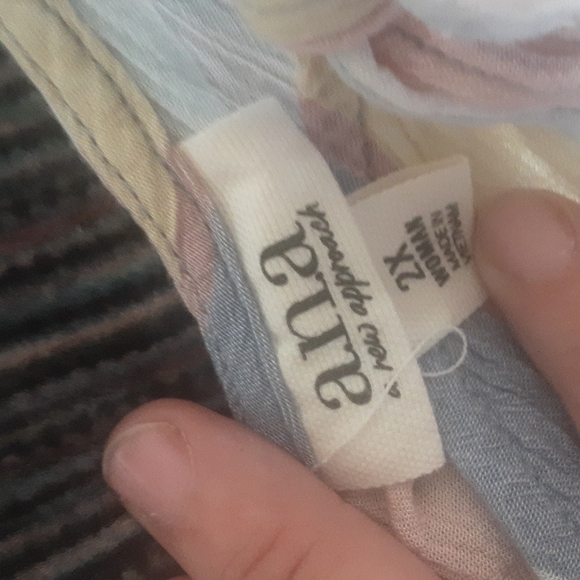 ana
a new approach
2X
WOMAN
MADE IN
VIETNAM